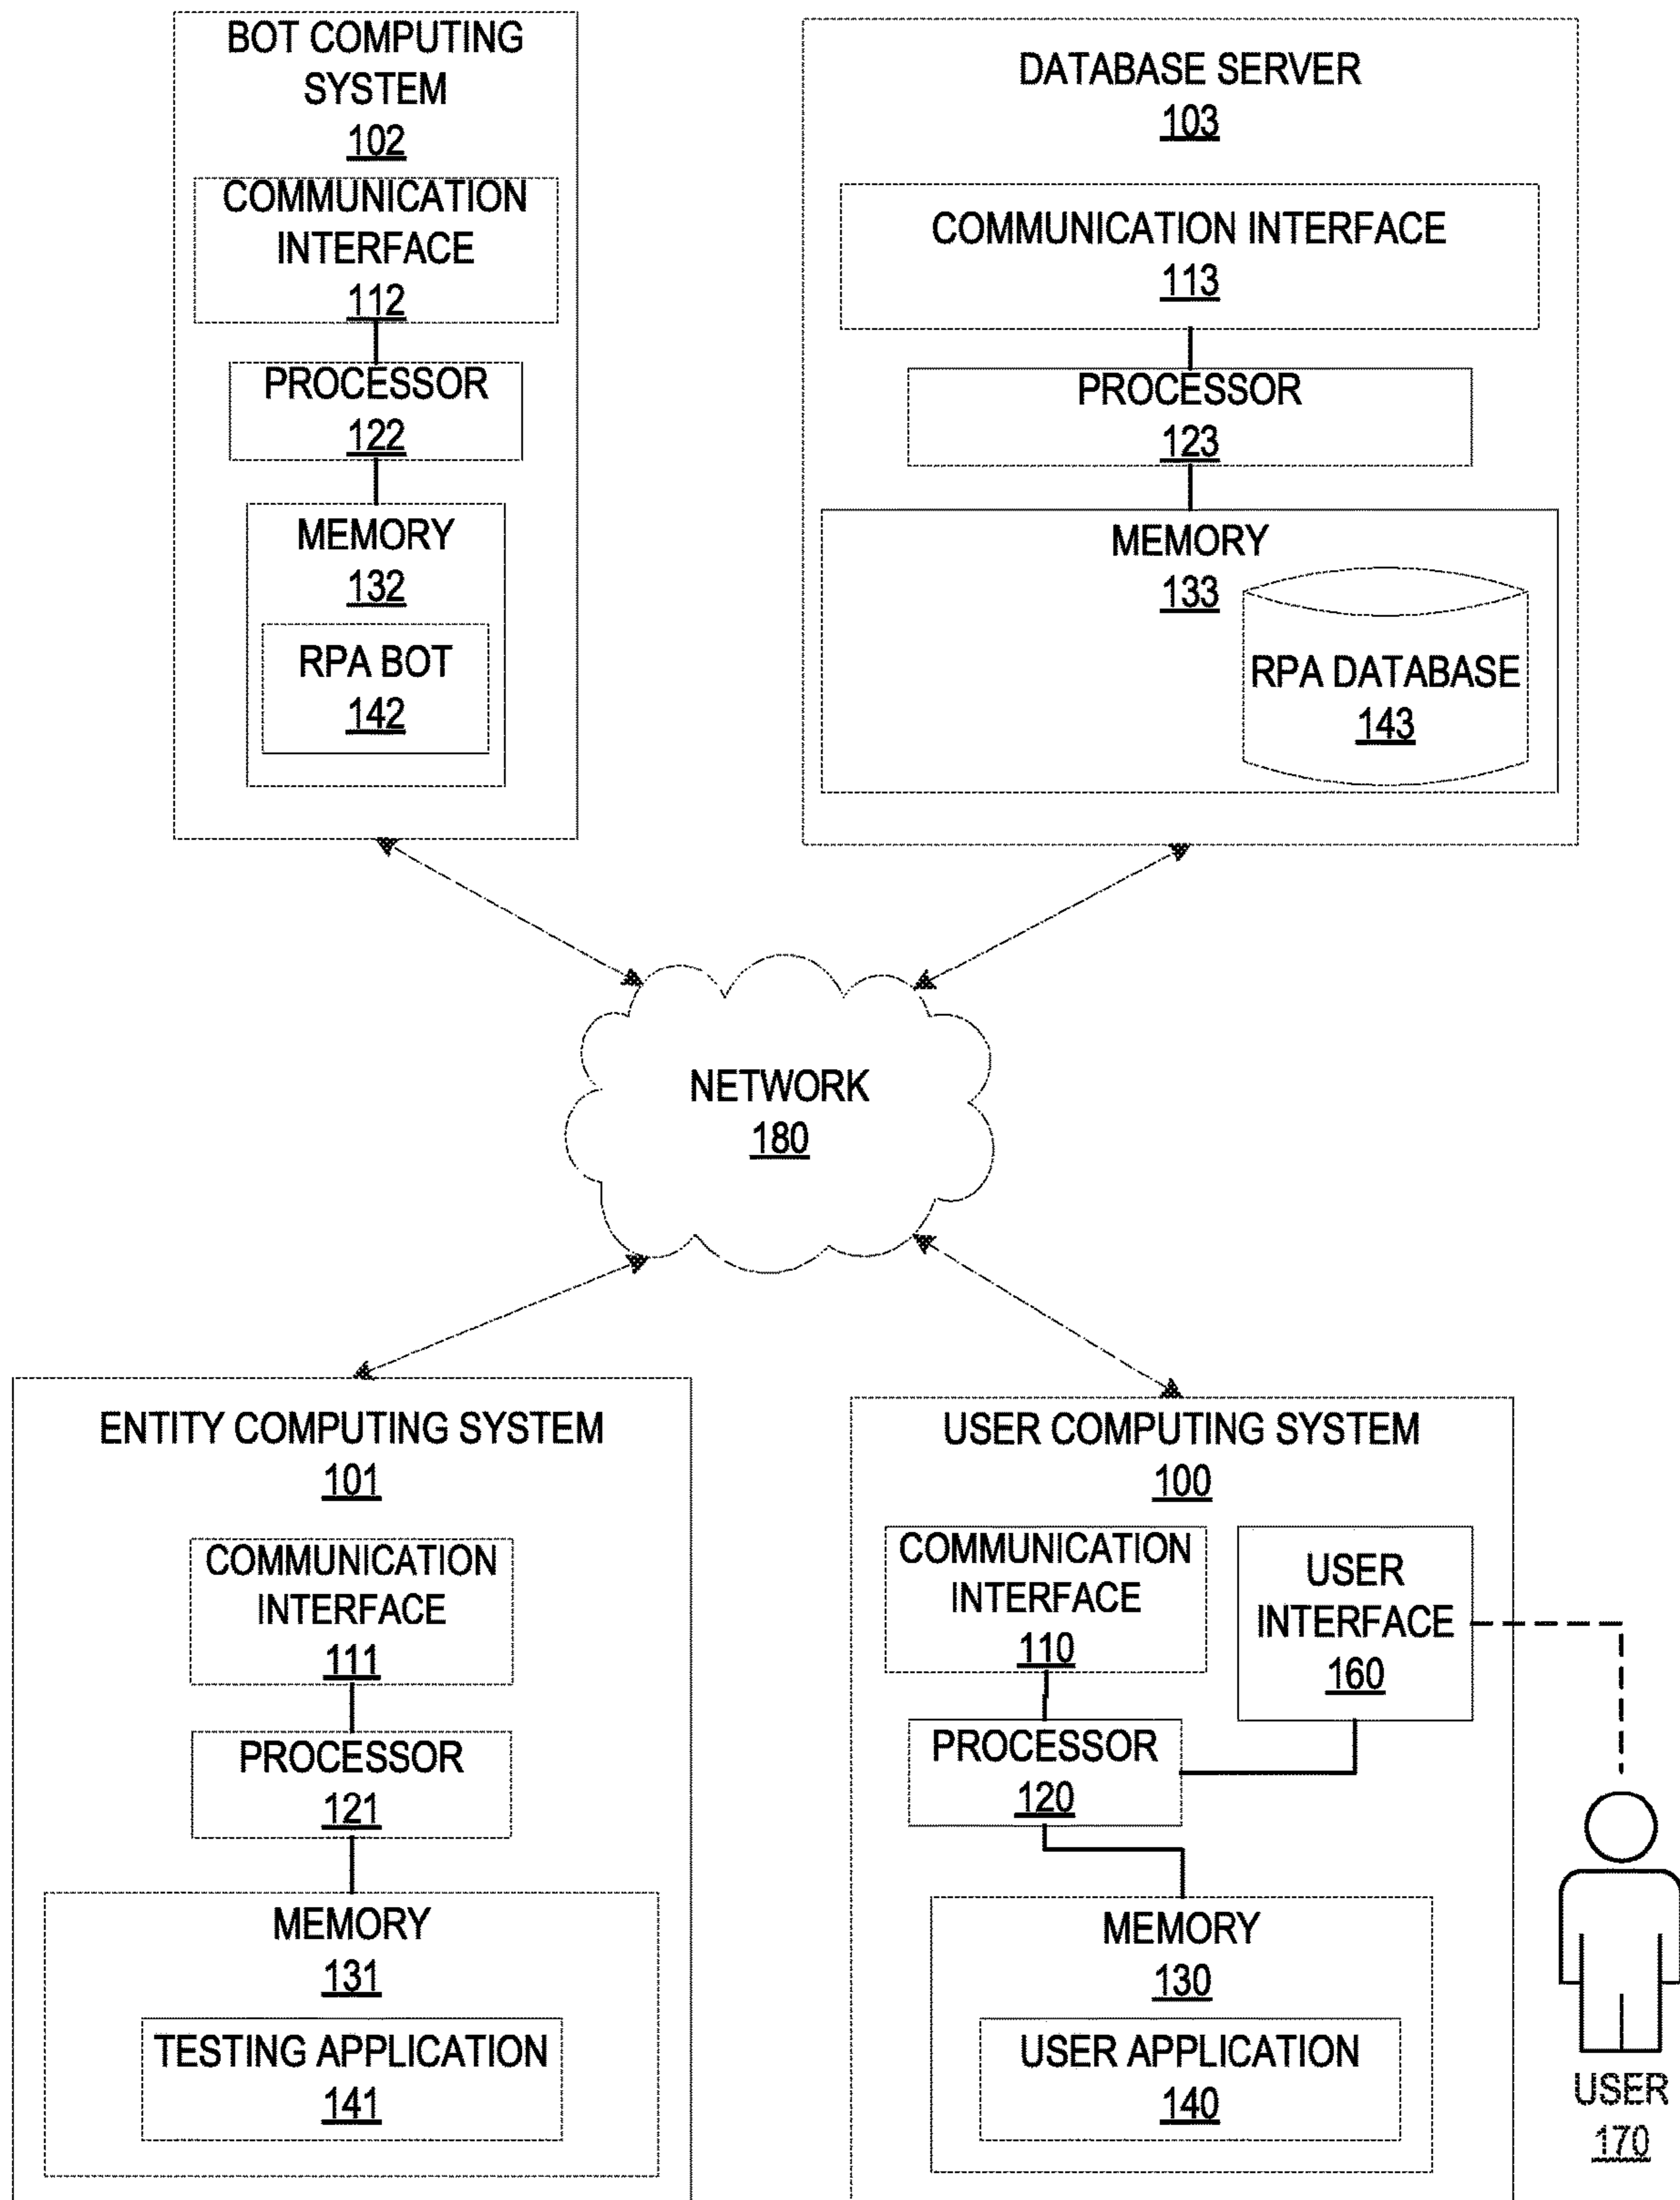 BOT COMPUTING
SYSTEM
102
COMMUNICATION
INTERFACE
112
PROCESSOR
122
MEMORY
132
RPA BOT
142
DATABASE SERVER
103
COMMUNICATION INTERFACE
113
PROCESSOR
123
MEMORY
133
RPA DATABASE
143
NETWORK
180
ENTITY COMPUTING SYSTEM
101
COMMUNICATION
INTERFACE
111
PROCESSOR
121
MEMORY
131
TESTING APPLICATION
141
USER COMPUTING SYSTEM
100
COMMUNICATION
INTERFACE
110
USER
INTERFACE
160
PROCESSOR
120
MEMORY
130
USER APPLICATION
140
USER
170